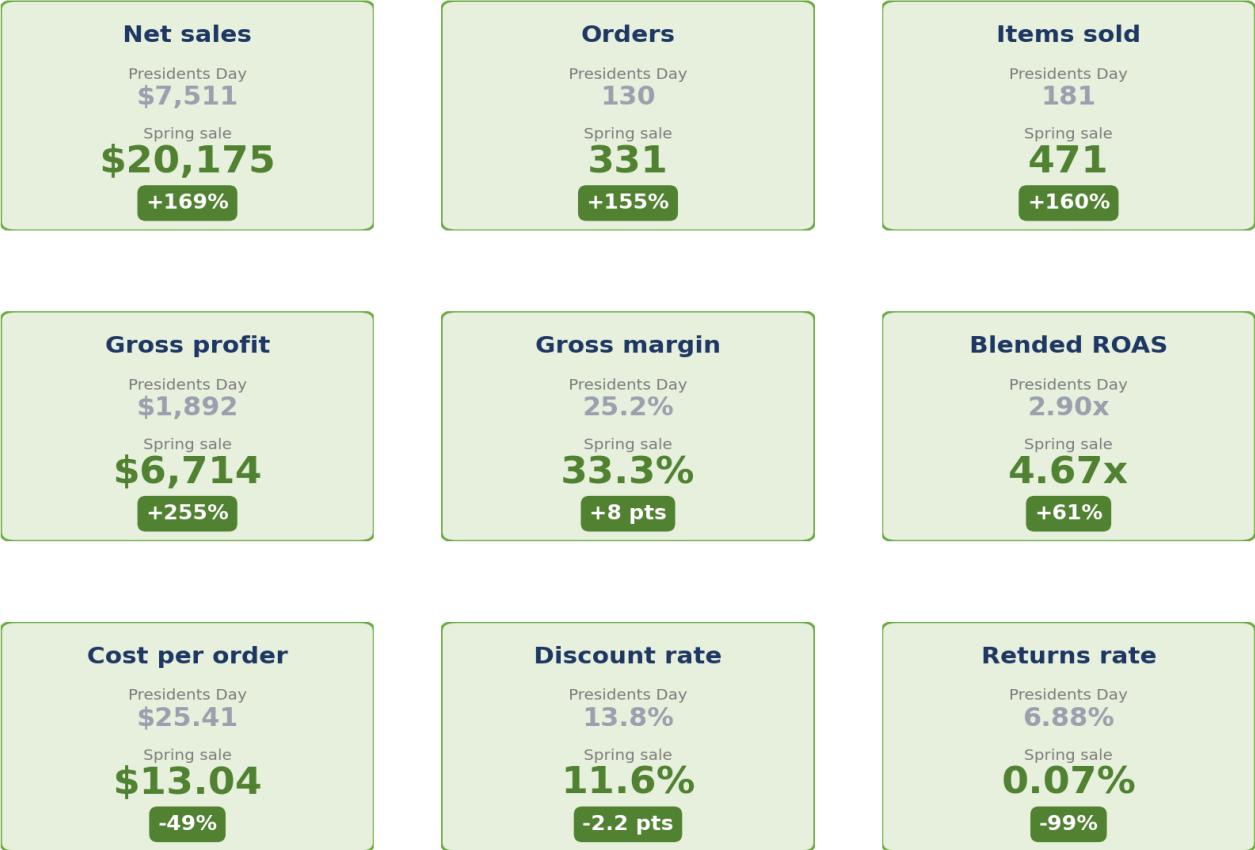 Net sales
Presidents Day
$7,511
Spring sale
$20,175
+169%
Orders
Presidents Day
130
Spring sale
331
+155%
Items sold
Presidents Day
181
Spring sale
471
+160%
Gross profit
Presidents Day
$1,892
Spring sale
$6,714
+255%
Gross margin
Presidents Day
25.2%
Spring sale
33.3%
+8 pts
Blended ROAS
Presidents Day
2.90x
Spring sale
4.67x
+61%
Cost per order
Presidents Day
$25.41
Spring sale
$13.04
-49%
Discount rate
Presidents Day
13.8%
Spring sale
11.6%
-2.2 pts
Returns rate
Presidents Day
6.88%
Spring sale
0.07%
-99%